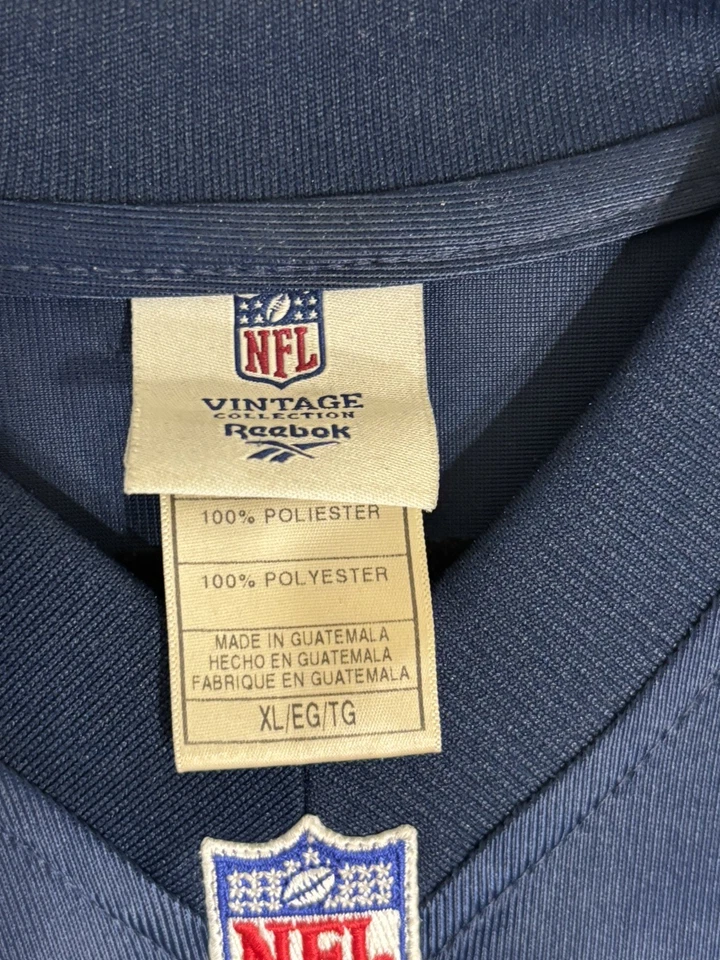 NFL
VINTAGE
COLLECTION
Reebok
100% POLIESTER
100% POLYESTER
MADE IN GUATEMALA
HECHO EN GUATEMALA
FABRIQUE EN GUATEMALA
XL/EG/TG
NFL